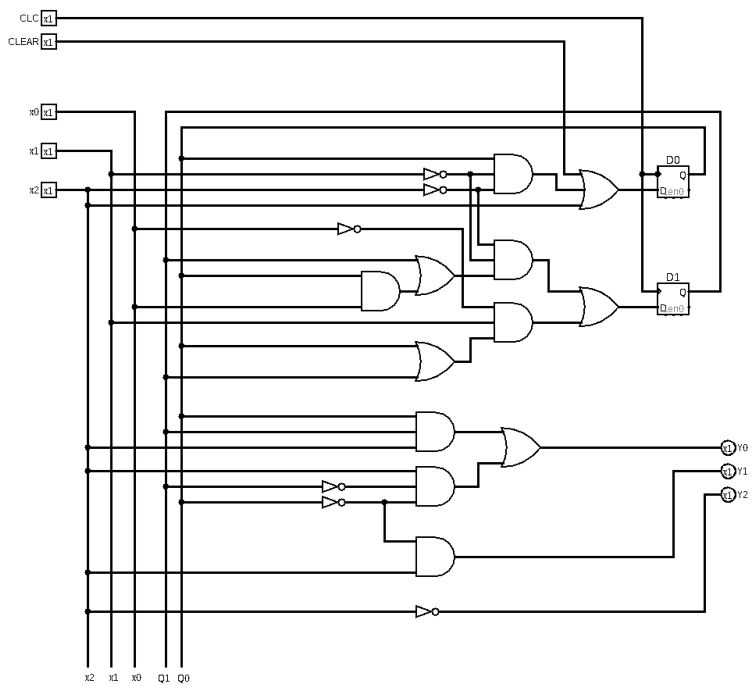 CLC x1
CLEAR x1
x0 x1
x1 x1
x2 x1
D0
Q
D en0
D1
Q
D en0
x1 Y0
x1 Y1
x1 Y2
x2 x1 x0 Q1 Q0